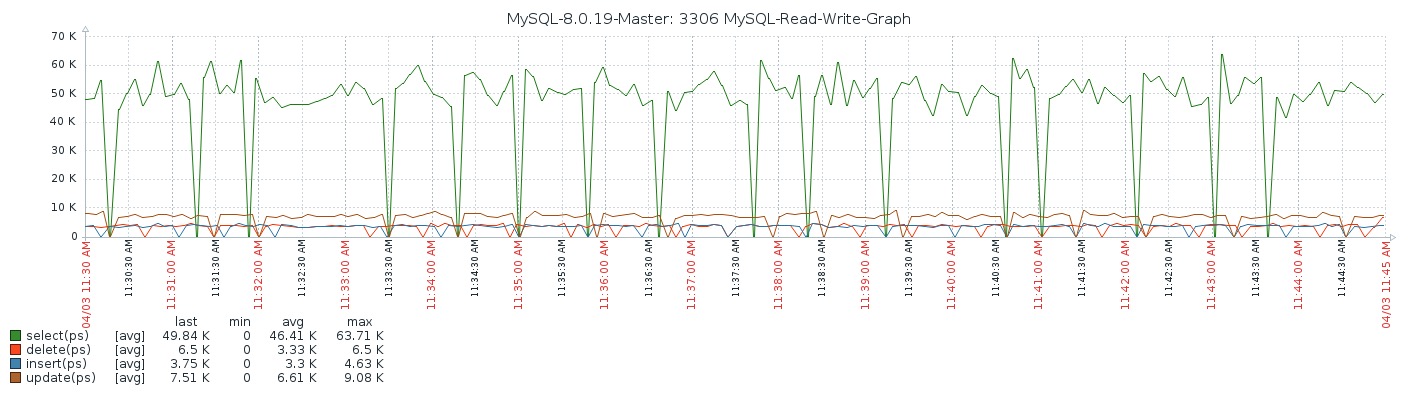 MySQL-8.0.19-Master: 3306 MySQL-Read-Write-Graph
70 K
60 K
50 K
40 K
30 K
20 K
10 K
0
04/03 11:30 AM
11:30:30 AM
11:31:00 AM
11:31:30 AM
11:32:00 AM
11:32:30 AM
11:33:00 AM
11:33:30 AM
11:34:00 AM
11:34:30 AM
11:35:00 AM
11:35:30 AM
11:36:00 AM
11:36:30 AM
11:37:00 AM
11:37:30 AM
11:38:00 AM
11:38:30 AM
11:39:00 AM
11:39:30 AM
11:40:00 AM
11:40:30 AM
11:41:00 AM
11:41:30 AM
11:42:00 AM
11:42:30 AM
11:43:00 AM
11:43:30 AM
11:44:00 AM
11:44:30 AM
04/03 11:45 AM
last min avg max
select(ps) [avg] 49.84 K 0 46.41 K 63.71 K
delete(ps) [avg] 6.5 K 0 3.33 K 6.5 K
insert(ps) [avg] 3.75 K 0 3.3 K 4.63 K
update(ps) [avg] 7.51 K 0 6.61 K 9.08 K